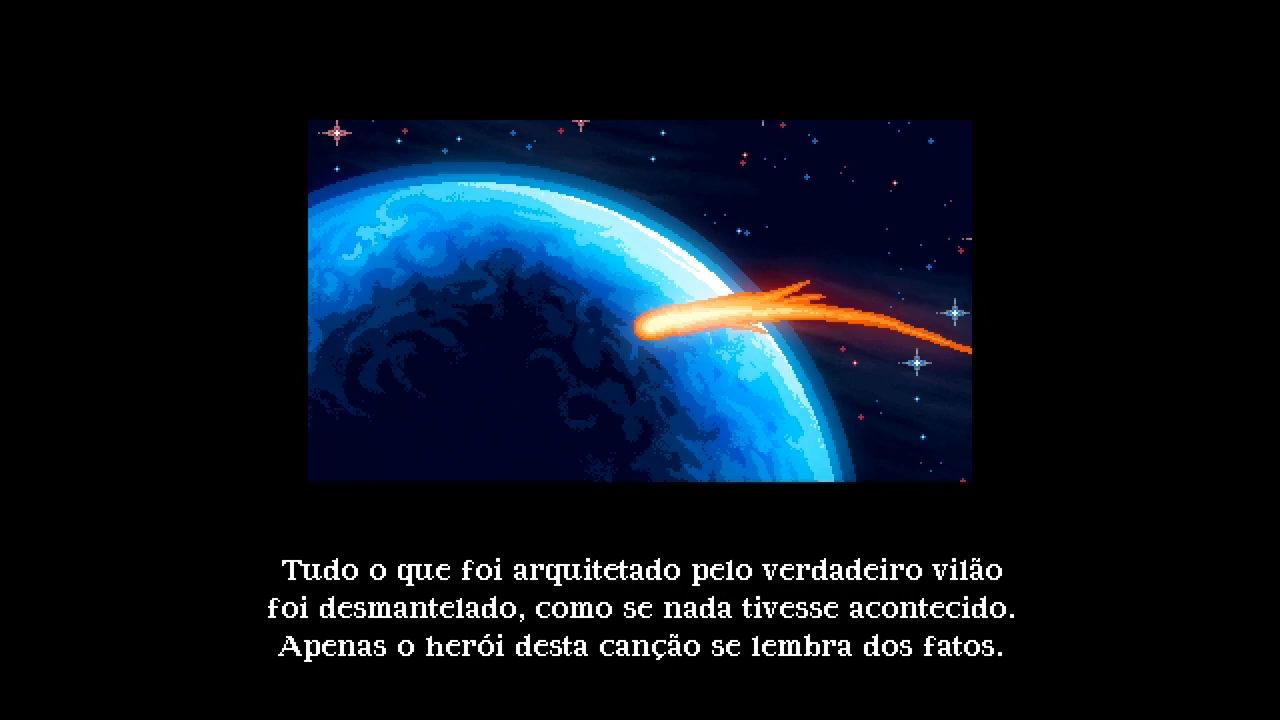 Tudo o que foi arquitetado pelo verdadeiro vilão
foi desmantelado, como se nada tivesse acontecido.
Apenas o herói desta canção se lembra dos fatos.